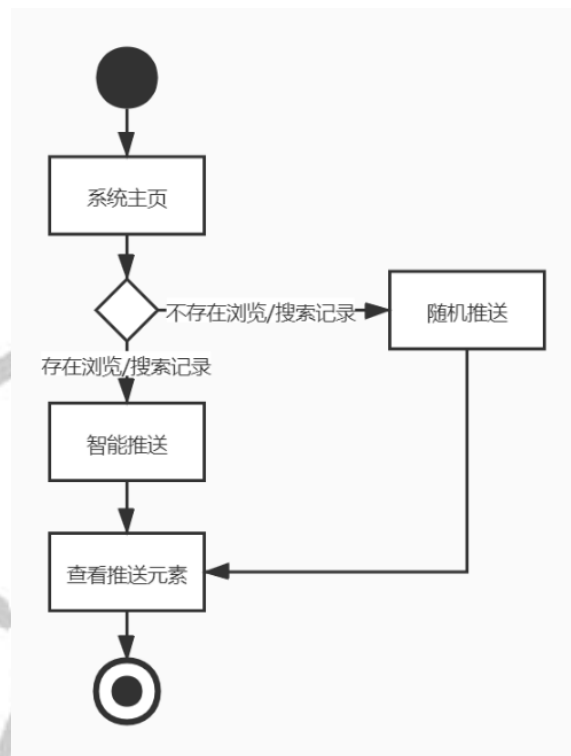 系统主页
不存在浏览/搜索记录
随机推送
存在浏览/搜索记录
智能推送
查看推送元素